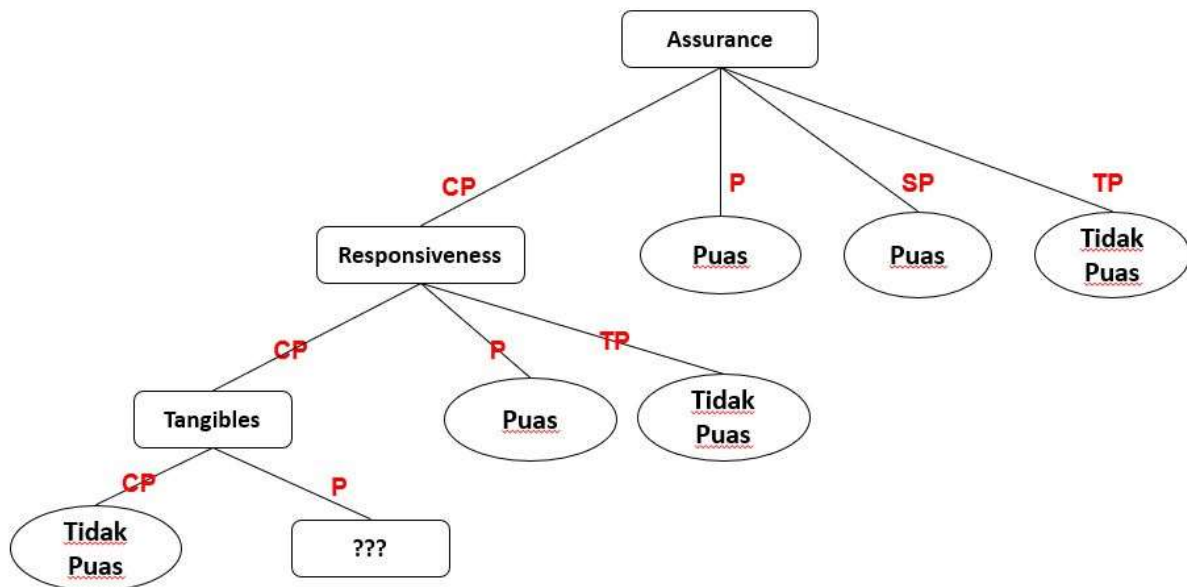 Assurance
CP
P
SP
TP
Responsiveness
Puas
Puas
Tidak
Puas
CP
P
TP
Tangibles
Puas
Tidak
Puas
CP
P
Tidak
Puas
???